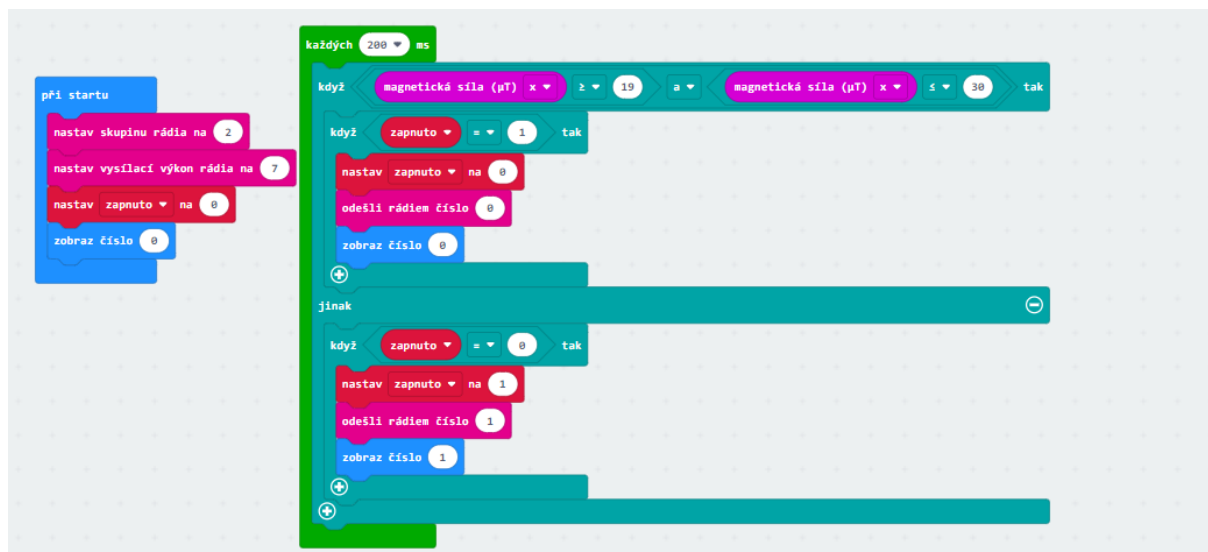 při startu
nastav skupinu rádia na 2
nastav vysílací výkon rádia na 7
nastav zapnuto na 0
zobraz číslo 0
každých 200 ms
když magnetická síla (µT) x ≥ 19 a magnetická síla (µT) x ≤ 30 tak
když zapnuto = 1 tak
nastav zapnuto na 0
odešli rádiem číslo 0
zobraz číslo 0
jinak
když zapnuto = 0 tak
nastav zapnuto na 1
odešli rádiem číslo 1
zobraz číslo 1